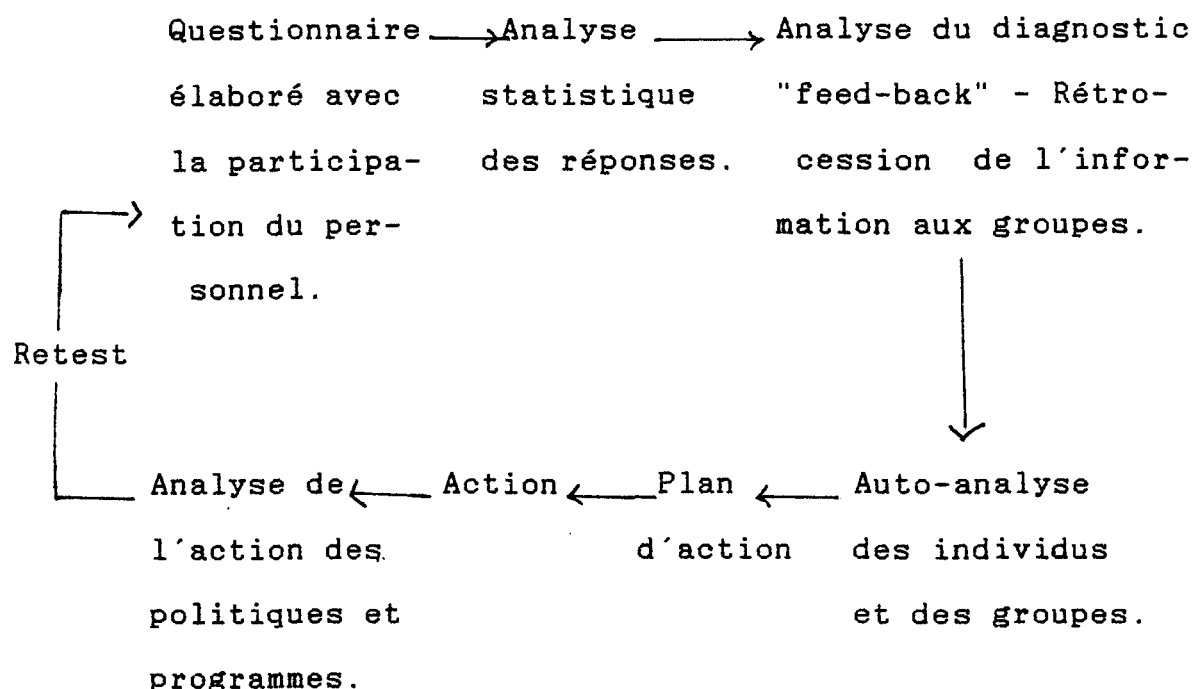 Questionnaire Analyse Analyse du diagnostic
élaboré avec statistique "feed-back" - Rétro-
la participa- des réponses. cession de l'infor-
tion du per- mation aux groupes.
sonnel.
Retest
Analyse de Action Plan Auto-analyse
l'action des d'action des individus
politiques et et des groupes.
programmes.